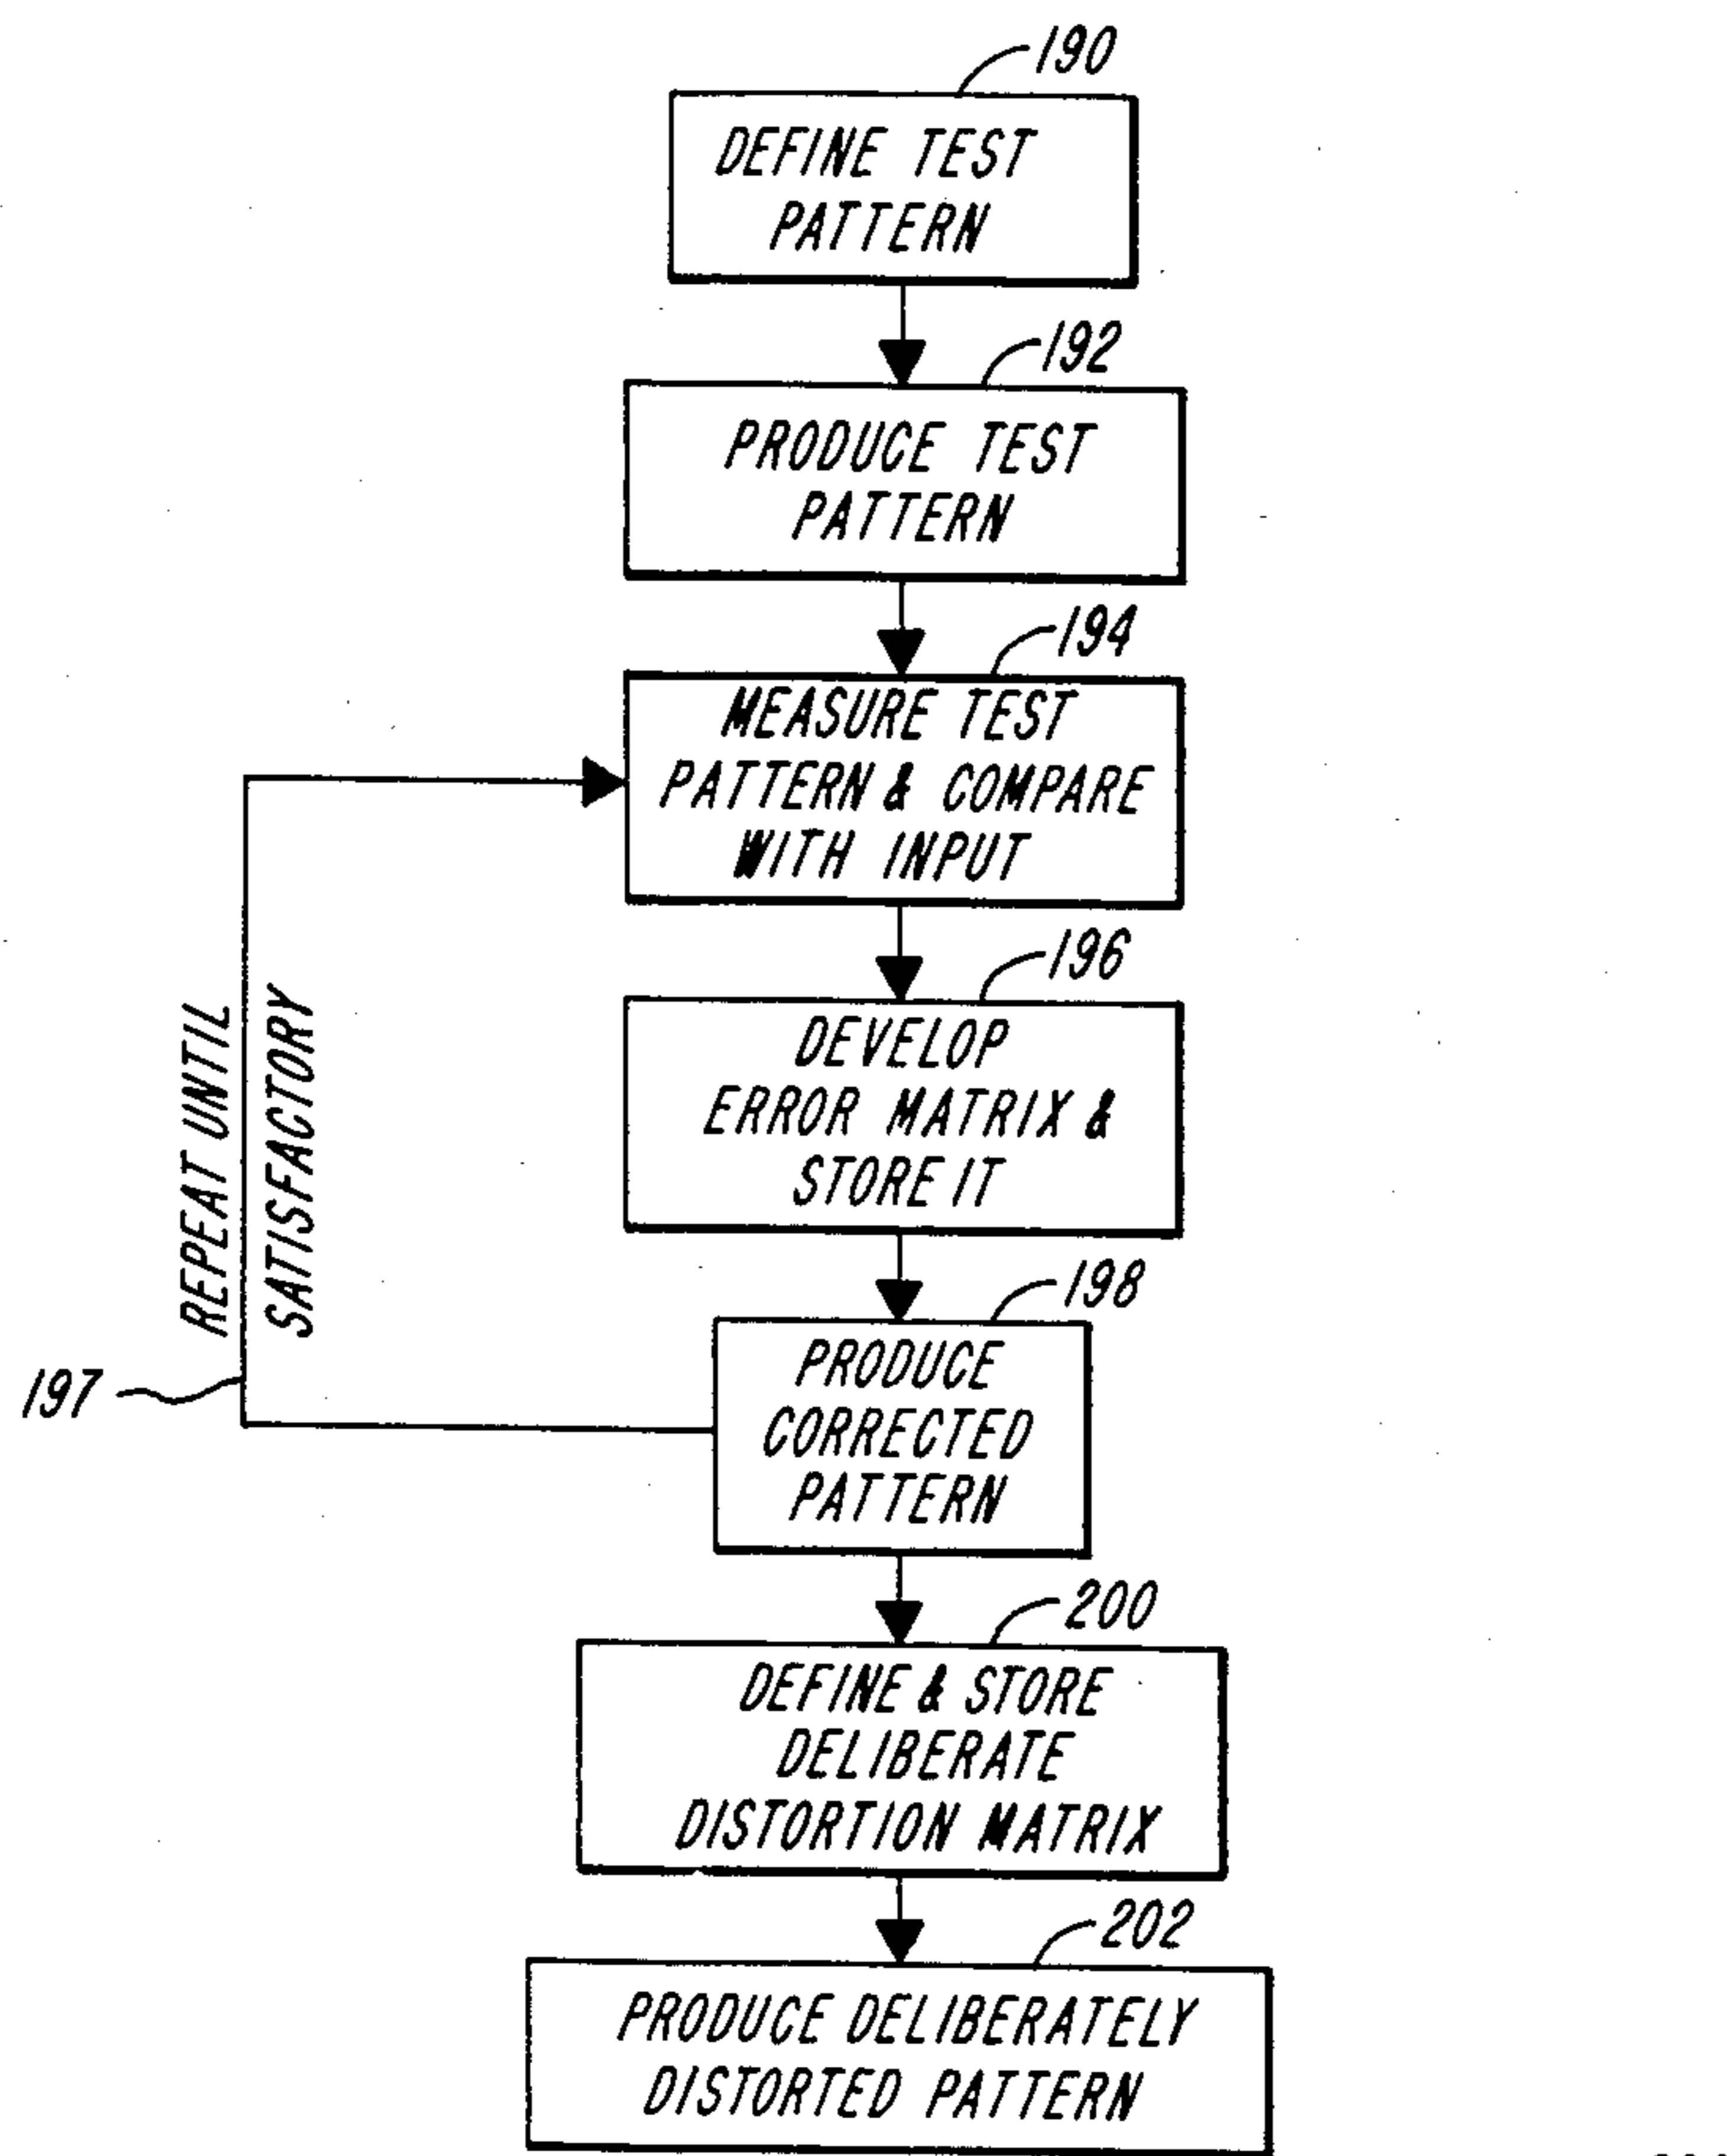 190
DEFINE TEST
PATTERN
192
PRODUCE TEST
PATTERN
194
MEASURE TEST
PATTERN & COMPARE
WITH INPUT
196
DEVELOP
ERROR MATRIX &
STORE IT
REPEAT UNTIL
SATISFACTORY
197
198
PRODUCE
CORRECTED
PATTERN
200
DEFINE & STORE
DELIBERATE
DISTORTION MATRIX
202
PRODUCE DELIBERATELY
DISTORTED PATTERN